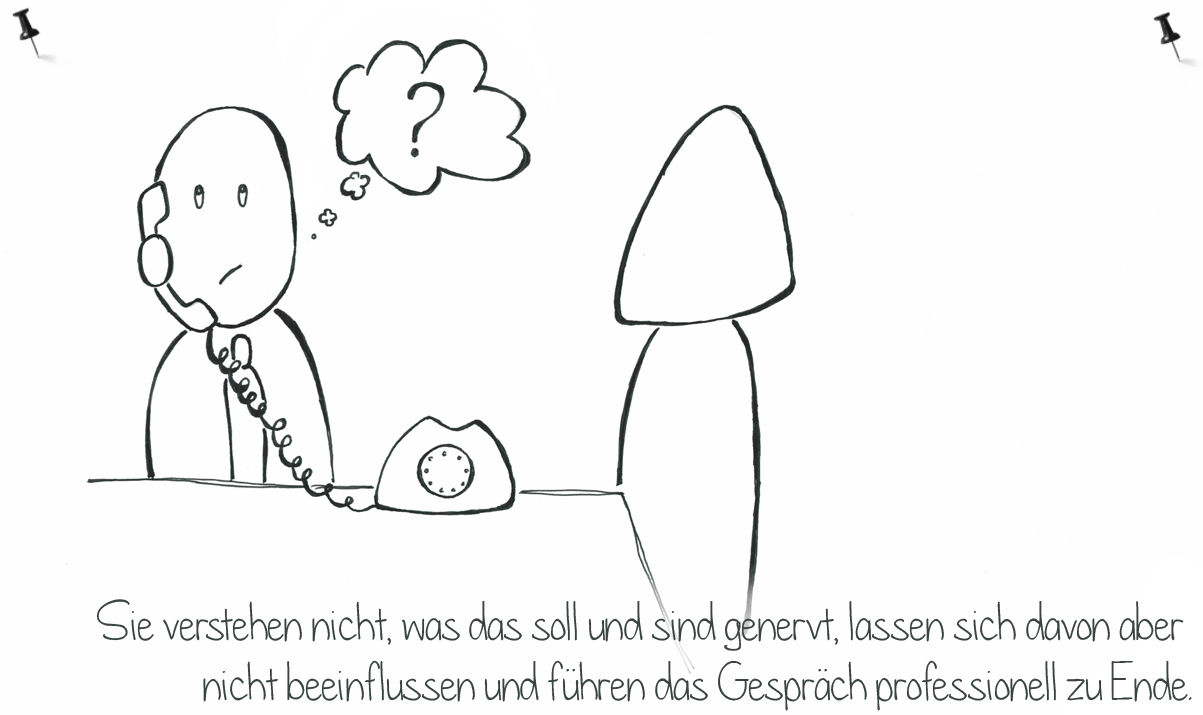 ?
Sie verstehen nicht, was das soll und sind genervt, lassen sich davon aber
nicht beeinflussen und führen das Gespräch professionell zu Ende.